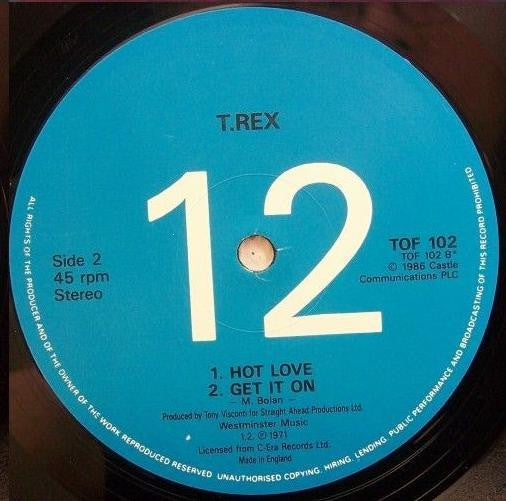 T.REX
12
Side 2
45 rpm
Stereo
TOF 102
TOF 102 B*
© 1986 Castle
Communications PLC
1. HOT LOVE
2. GET IT ON
– M. Bolan –
Produced by Tony Visconti for Straight Ahead Productions Ltd.
Westminster Music
1.2. ℗ 1971
Licensed from C-Era Records Ltd.
Made in England
ALL RIGHTS OF THE PRODUCER AND OF THE OWNER OF THE WORK REPRODUCED RESERVED UNAUTHORISED COPYING, HIRING, LENDING, PUBLIC PERFORMANCE AND BROADCASTING OF THIS RECORD PROHIBITED